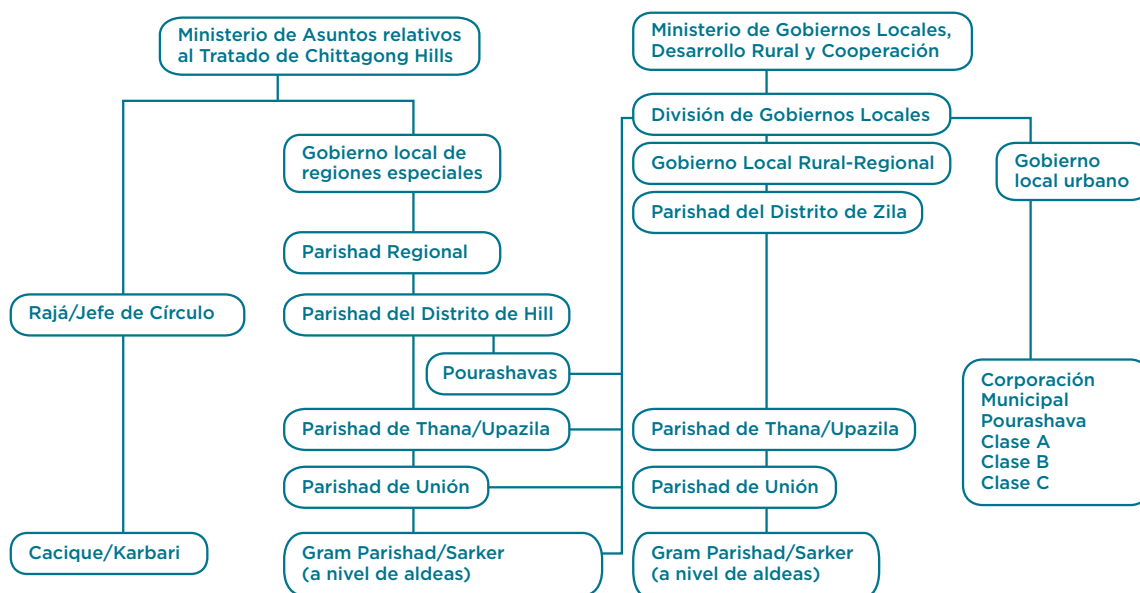 Ministerio de Asuntos relativos
al Tratado de Chittagong Hills
Ministerio de Gobiernos Locales,
Desarrollo Rural y Cooperación
División de Gobiernos Locales
Gobierno local de
regiones especiales
Gobierno Local Rural-Regional
Gobierno
local urbano
Parishad del Distrito de Zila
Parishad Regional
Rajá/Jefe de Círculo
Parishad del Distrito de Hill
Pourashavas
Corporación
Municipal
Pourashava
Clase A
Clase B
Clase C
Parishad de Thana/Upazila
Parishad de Thana/Upazila
Parishad de Unión
Parishad de Unión
Cacique/Karbari
Gram Parishad/Sarker
(a nivel de aldeas)
Gram Parishad/Sarker
(a nivel de aldeas)